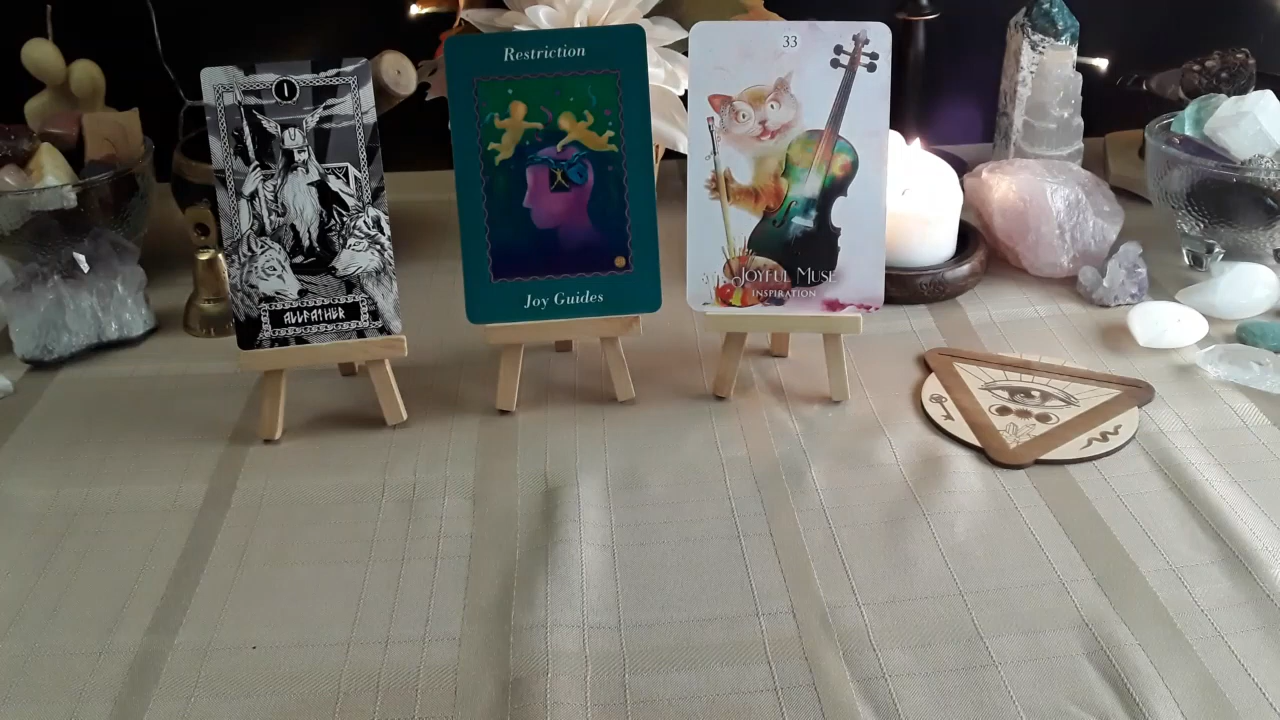 I
ALLFATHER
Restriction
Joy Guides
33
JOYFUL MUSE
INSPIRATION